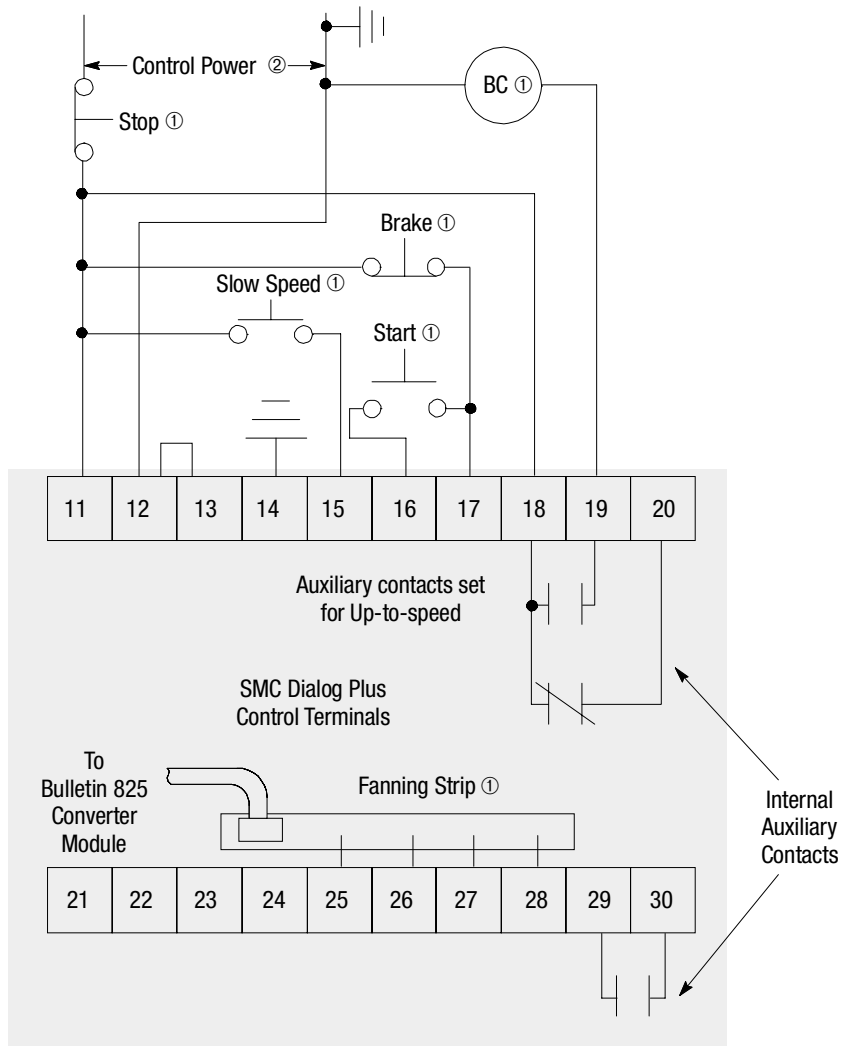 Control Power ②
BC ①
Stop ①
Brake ①
Slow Speed ①
Start ①
11 12 13 14 15 16 17 18 19 20
Auxiliary contacts set
for Up-to-speed
SMC Dialog Plus
Control Terminals
To
Bulletin 825
Converter
Module
Fanning Strip ①
Internal
Auxiliary
Contacts
21 22 23 24 25 26 27 28 29 30